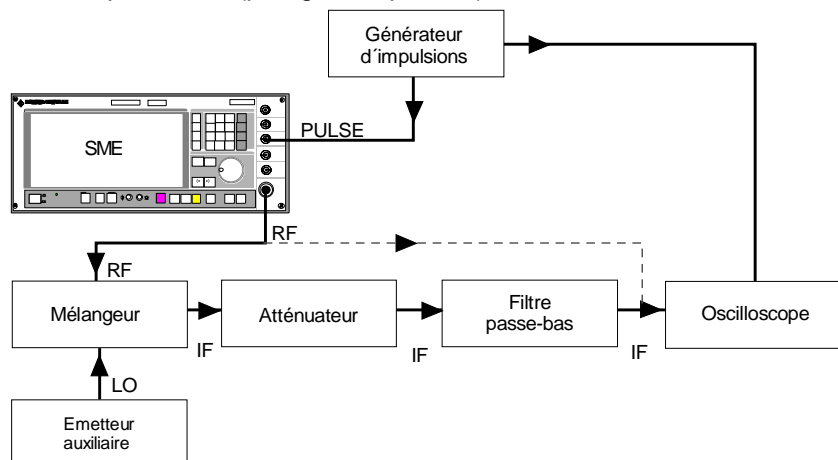 Générateur
d´impulsions
SME
PULSE
RF
RF
Mélangeur
IF
Atténuateur
IF
Filtre
passe-bas
IF
Oscilloscope
LO
Emetteur
auxiliaire